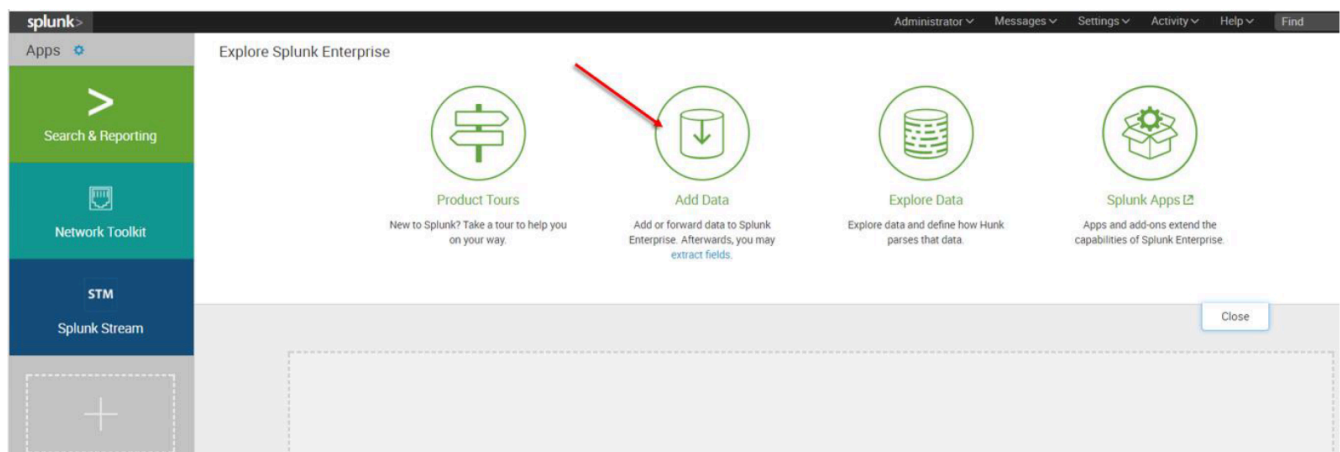 splunk> Administrator Messages Settings Activity Help Find
Apps
Explore Splunk Enterprise
>
Search & Reporting
Network Toolkit
STM
Splunk Stream
Product Tours
New to Splunk? Take a tour to help you
on your way.
Add Data
Add or forward data to Splunk
Enterprise. Afterwards, you may
extract fields.
Explore Data
Explore data and define how Hunk
parses that data.
Splunk Apps
Apps and add-ons extend the
capabilities of Splunk Enterprise.
Close